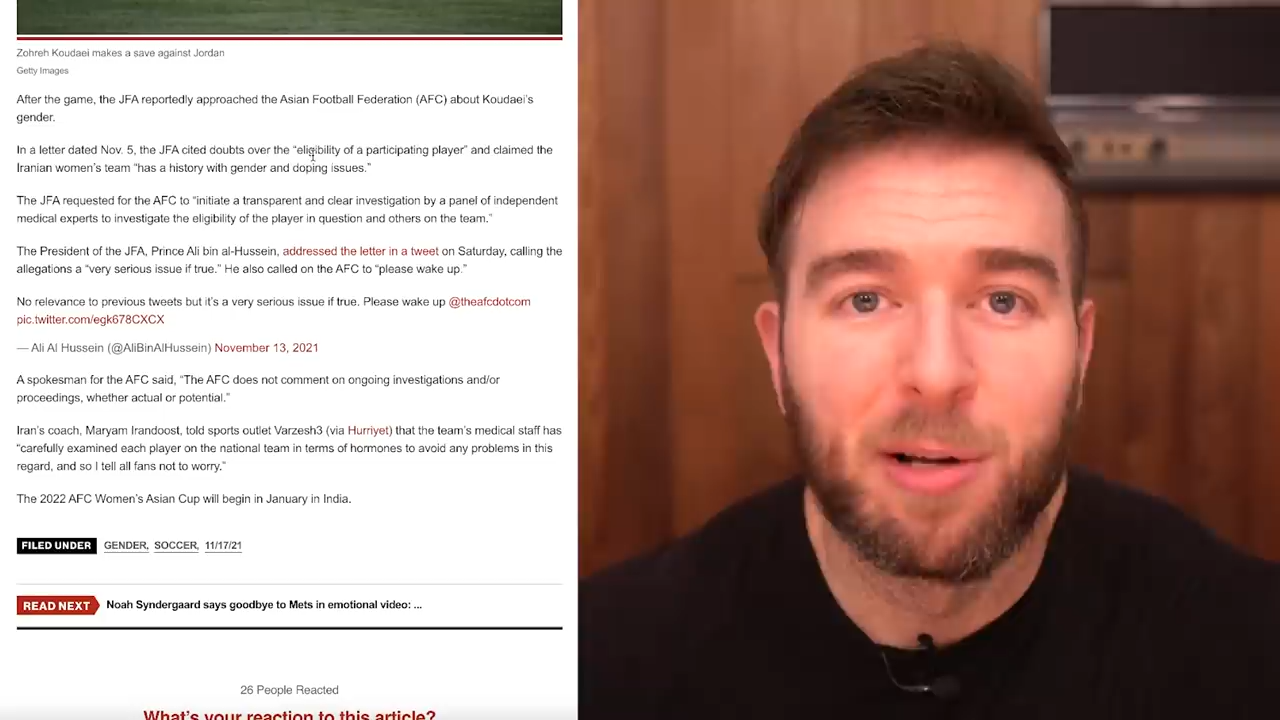 Zohreh Koudaei makes a save against Jordan
Getty Images
After the game, the JFA reportedly approached the Asian Football Federation (AFC) about Koudaei's
gender.
In a letter dated Nov. 5, the JFA cited doubts over the “eligibility of a participating player” and claimed the
Iranian women’s team “has a history with gender and doping issues.”
The JFA requested for the AFC to “initiate a transparent and clear investigation by a panel of independent
medical experts to investigate the eligibility of the player in question and others on the team.”
The President of the JFA, Prince Ali bin al-Hussein, addressed the letter in a tweet on Saturday, calling the
allegations a “very serious issue if true.” He also called on the AFC to “please wake up.”
No relevance to previous tweets but it’s a very serious issue if true. Please wake up @theafcdotcom
pic.twitter.com/egk678CXCX
— Ali Al Hussein (@AliBinAlHussein) November 13, 2021
A spokesman for the AFC said, “The AFC does not comment on ongoing investigations and/or
proceedings, whether actual or potential.”
Iran’s coach, Maryam Irandoost, told sports outlet Varzesh3 (via Hurriyet) that the team’s medical staff has
“carefully examined each player on the national team in terms of hormones to avoid any problems in this
regard, and so I tell all fans not to worry.”
The 2022 AFC Women’s Asian Cup will begin in January in India.
FILED UNDER GENDER, SOCCER, 11/17/21
READ NEXT Noah Syndergaard says goodbye to Mets in emotional video: ...
26 People Reacted
What’s your reaction to this article?